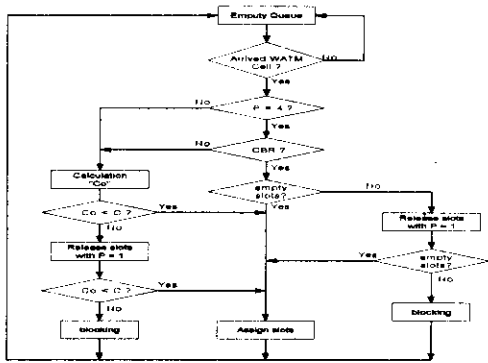 Emputy Queue
Arrived WATM
Cell ?
No
Yes
No
P = 4 ?
Yes
No
CBR ?
Yes
Calculation
"Co"
empty
slots?
No
Yes
Co < C ?
Yes
No
Release slots
with P = 1
Release slots
with P = 1
Yes
empty
slots?
No
Co < C ?
Yes
No
blocking
Assign slots
blocking